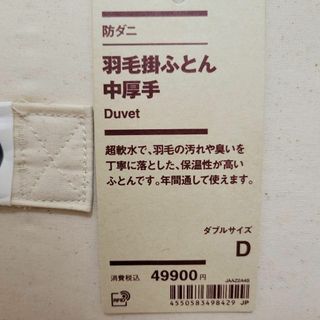 防ダニ
羽毛掛ふとん
中厚手
Duvet
超軟水で、羽毛の汚れや臭いを
丁寧に落とした、保温性が高い
ふとんです。年間通して使えます。
ダブルサイズ
D
消費税込 49900円
RFID JAAZ2A4S
4550583498429 JP